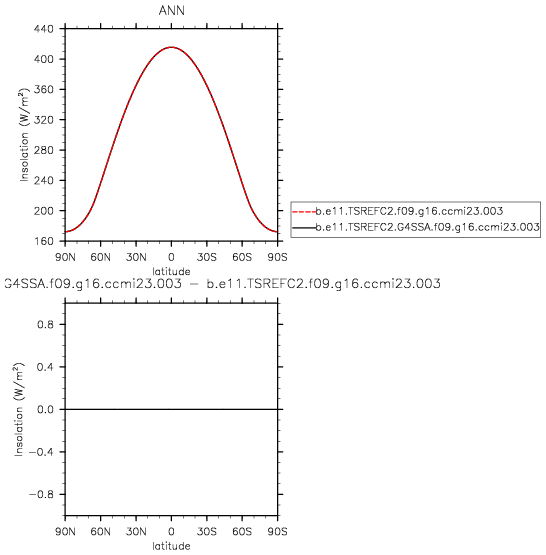 ANN
440
400
360
320
280
240
200
160
Insolation (W/m²)
90N 60N 30N 0 30S 60S 90S
latitude
b.e11.TSREFC2.f09.g16.ccmi23.003
b.e11.TSREFC2.G4SSA.f09.g16.ccmi23.003
G4SSA.f09.g16.ccmi23.003 − b.e11.TSREFC2.f09.g16.ccmi23.003
0.8
0.4
0.0
−0.4
−0.8
Insolation (W/m²)
90N 60N 30N 0 30S 60S 90S
latitude